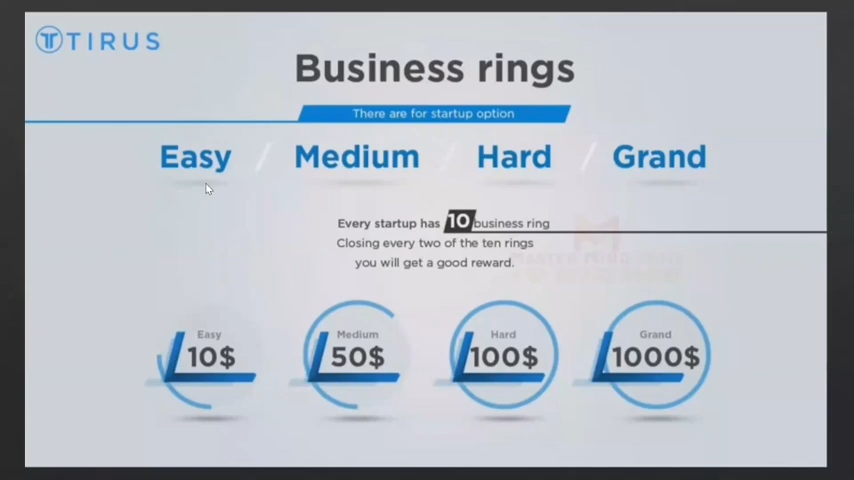 TIRUS
Business rings
There are for startup option
Easy / Medium / Hard / Grand
Every startup has 10 business ring
Closing every two of the ten rings
you will get a good reward.
Easy
10$
Medium
50$
Hard
100$
Grand
1000$